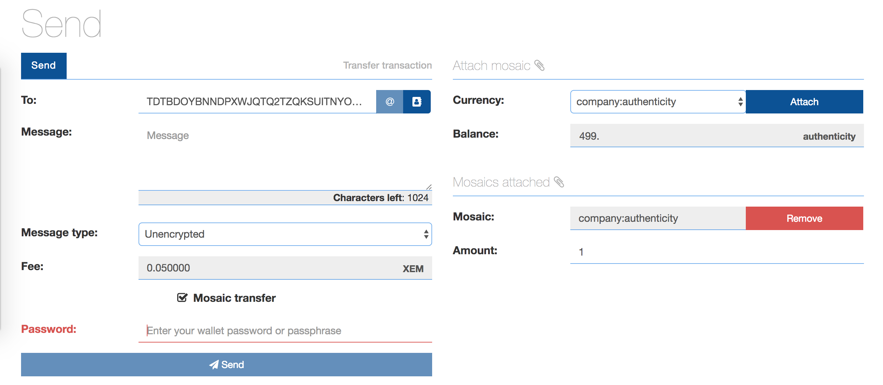 Send
Send
Transfer transaction
To:
TDTBDOYBNNDPXWJQTQ2TZQKSUITNYO...
@
Message:
Message
Characters left: 1024
Message type:
Unencrypted
Fee:
0.050000
XEM
Mosaic transfer
Password:
Enter your wallet password or passphrase
Send
Attach mosaic
Currency:
company:authenticity
Attach
Balance:
499.
authenticity
Mosaics attached
Mosaic:
company:authenticity
Remove
Amount:
1